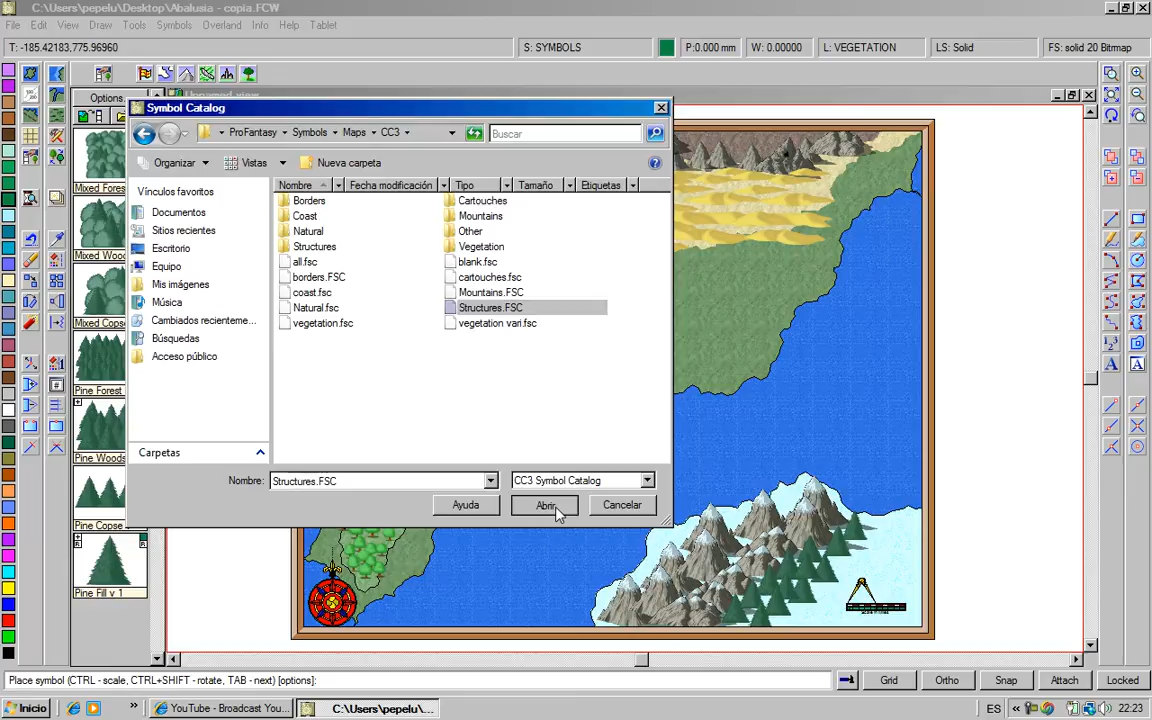 C:\Users\pepelu\Desktop\Abalusia - copia.FCW
File Edit View Draw Tools Symbols Overland Info Help Tablet
T: -185.42183,775.96960
S: SYMBOLS
P:0.000 mm
W: 0.00000
L: VEGETATION
LS: Solid
FS: solid 20 Bitmap
Options
Symbol Catalog
ProFantasy Symbols Maps CC3
Buscar
Organizar
Vistas
Nueva carpeta
Vínculos favoritos
Documentos
Sitios recientes
Escritorio
Equipo
Mis imágenes
Música
Cambiados recienteme...
Búsquedas
Acceso público
Carpetas
Nombre Fecha modificación Tipo Tamaño Etiquetas
Borders Cartouches
Coast Mountains
Natural Other
Structures Vegetation
all.fsc blank.fsc
borders.FSC cartouches.fsc
coast.fsc Mountains.FSC
Natural.fsc Structures.FSC
vegetation.fsc vegetation vari.fsc
Nombre: Structures.FSC
CC3 Symbol Catalog
Ayuda
Abrir
Cancelar
Mixed Fores
Mixed Woo
Mixed Copse
Pine Forest
Pine Woods
Pine Copse
Pine Fill v 1
Place symbol (CTRL - scale, CTRL+SHIFT - rotate, TAB - next) [options]:
Grid
Ortho
Snap
Attach
Locked
Inicio
YouTube - Broadcast You...
C:\Users\pepelu\...
ES
22:23